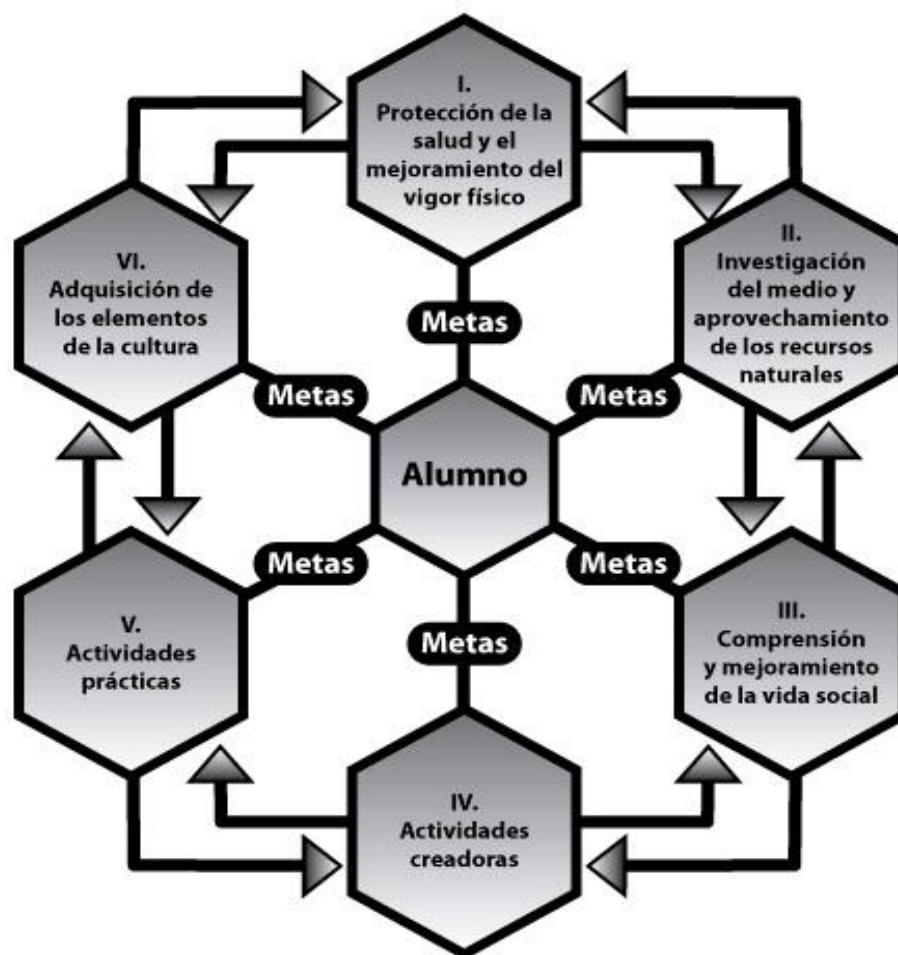 I.
Protección de la
salud y el
mejoramiento del
vigor físico
II.
Investigación
del medio y
aprovechamiento
de los recursos
naturales
VI.
Adquisición de
los elementos
de la cultura
Metas
Metas
Metas
Alumno
Metas
Metas
Metas
III.
Comprensión
y mejoramiento
de la vida social
V.
Actividades
prácticas
IV.
Actividades
creadoras